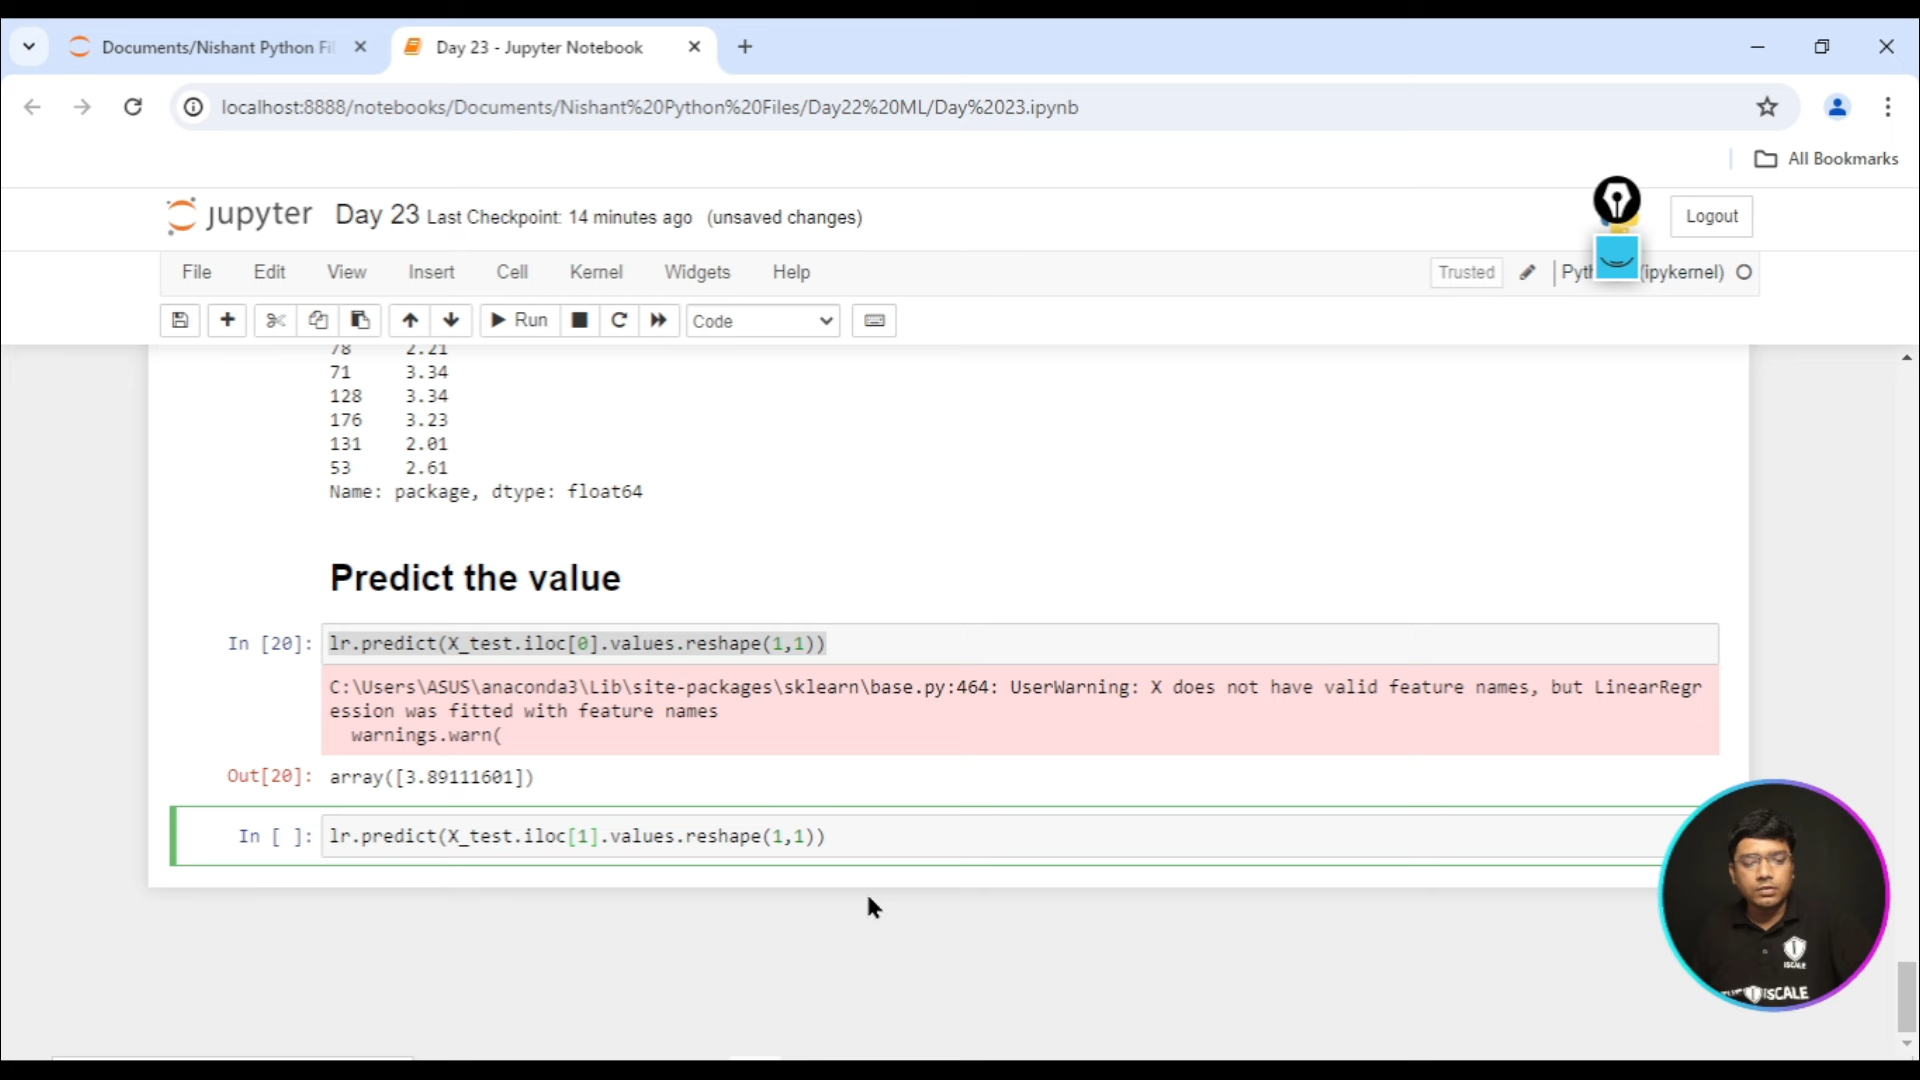 Documents/Nishant Python Fi
Day 23 - Jupyter Notebook
localhost:8888/notebooks/Documents/Nishant%20Python%20Files/Day22%20ML/Day%2023.ipynb
All Bookmarks
jupyter Day 23 Last Checkpoint: 14 minutes ago (unsaved changes)
Logout
File Edit View Insert Cell Kernel Widgets Help
Trusted
(ipykernel)
Run
Code
78 2.21
71 3.34
128 3.34
176 3.23
131 2.01
53 2.61
Name: package, dtype: float64
Predict the value
In [20]: lr.predict(X_test.iloc[0].values.reshape(1,1))
C:\Users\ASUS\anaconda3\Lib\site-packages\sklearn\base.py:464: UserWarning: X does not have valid feature names, but LinearRegr
ession was fitted with feature names
warnings.warn(
Out[20]: array([3.89111601])
In [ ]: lr.predict(X_test.iloc[1].values.reshape(1,1))
ISCALE
ISCALE